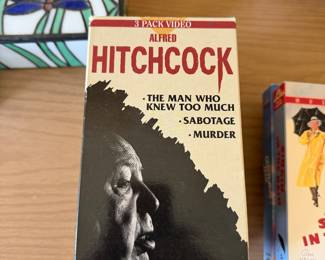 3 PACK VIDEO
ALFRED
HITCHCOCK
• THE MAN WHO
KNEW TOO MUCH
• SABOTAGE
• MURDER